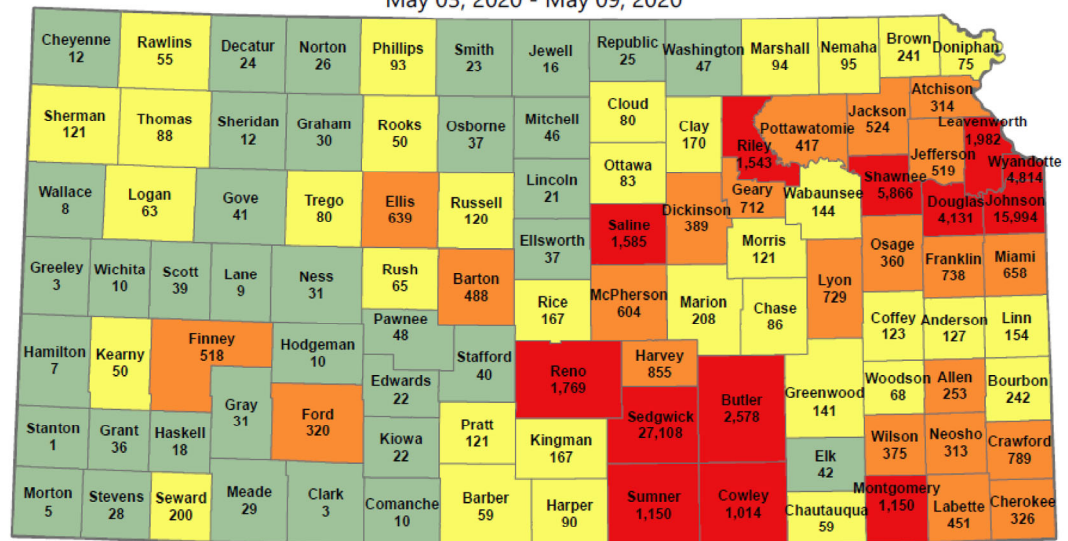 May 03, 2020 - May 09, 2020
Cheyenne
12
Rawlins
55
Decatur
24
Norton
26
Phillips
93
Smith
23
Jewell
16
Republic
25
Washington
47
Marshall
94
Nemaha
95
Brown
241
Doniphan
75
Sherman
121
Thomas
88
Sheridan
12
Graham
30
Rooks
50
Osborne
37
Mitchell
46
Cloud
80
Clay
170
Riley
1,543
Pottawatomie
417
Jackson
524
Atchison
314
Leavenworth
1,982
Jefferson
519
Wyandotte
4,814
Ottawa
83
Wallace
8
Logan
63
Gove
41
Trego
80
Ellis
639
Russell
120
Lincoln
21
Saline
1,585
Dickinson
389
Geary
712
Wabaunsee
144
Shawnee
5,866
Douglas
4,131
Johnson
15,994
Ellsworth
37
Morris
121
Osage
360
Franklin
738
Miami
658
Greeley
3
Wichita
10
Scott
39
Lane
9
Ness
31
Rush
65
Barton
488
Rice
167
McPherson
604
Marion
208
Chase
86
Lyon
729
Coffey
123
Anderson
127
Linn
154
Hamilton
7
Kearny
50
Finney
518
Hodgeman
10
Pawnee
48
Stafford
40
Edwards
22
Reno
1,769
Harvey
855
Butler
2,578
Sedgwick
27,108
Greenwood
141
Woodson
68
Allen
253
Bourbon
242
Stanton
1
Grant
36
Haskell
18
Gray
31
Ford
320
Kiowa
22
Pratt
121
Kingman
167
Elk
42
Wilson
375
Neosho
313
Crawford
789
Morton
5
Stevens
28
Seward
200
Meade
29
Clark
3
Comanche
10
Barber
59
Harper
90
Sumner
1,150
Cowley
1,014
Chautauqua
59
Montgomery
1,150
Labette
451
Cherokee
326